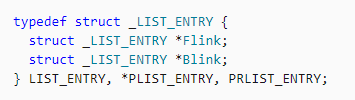 typedef struct _LIST_ENTRY {
  struct _LIST_ENTRY *Flink;
  struct _LIST_ENTRY *Blink;
} LIST_ENTRY, *PLIST_ENTRY, PRLIST_ENTRY;